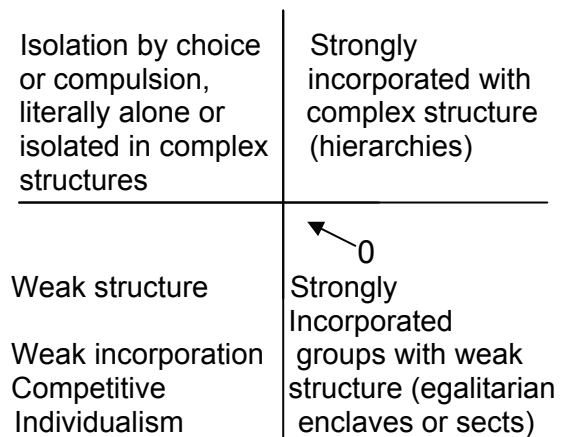 Isolation by choice
or compulsion,
literally alone or
isolated in complex
structures
Strongly
incorporated with
complex structure
(hierarchies)
0
Weak structure
Weak incorporation
Competitive
Individualism
Strongly
Incorporated
groups with weak
structure (egalitarian
enclaves or sects)